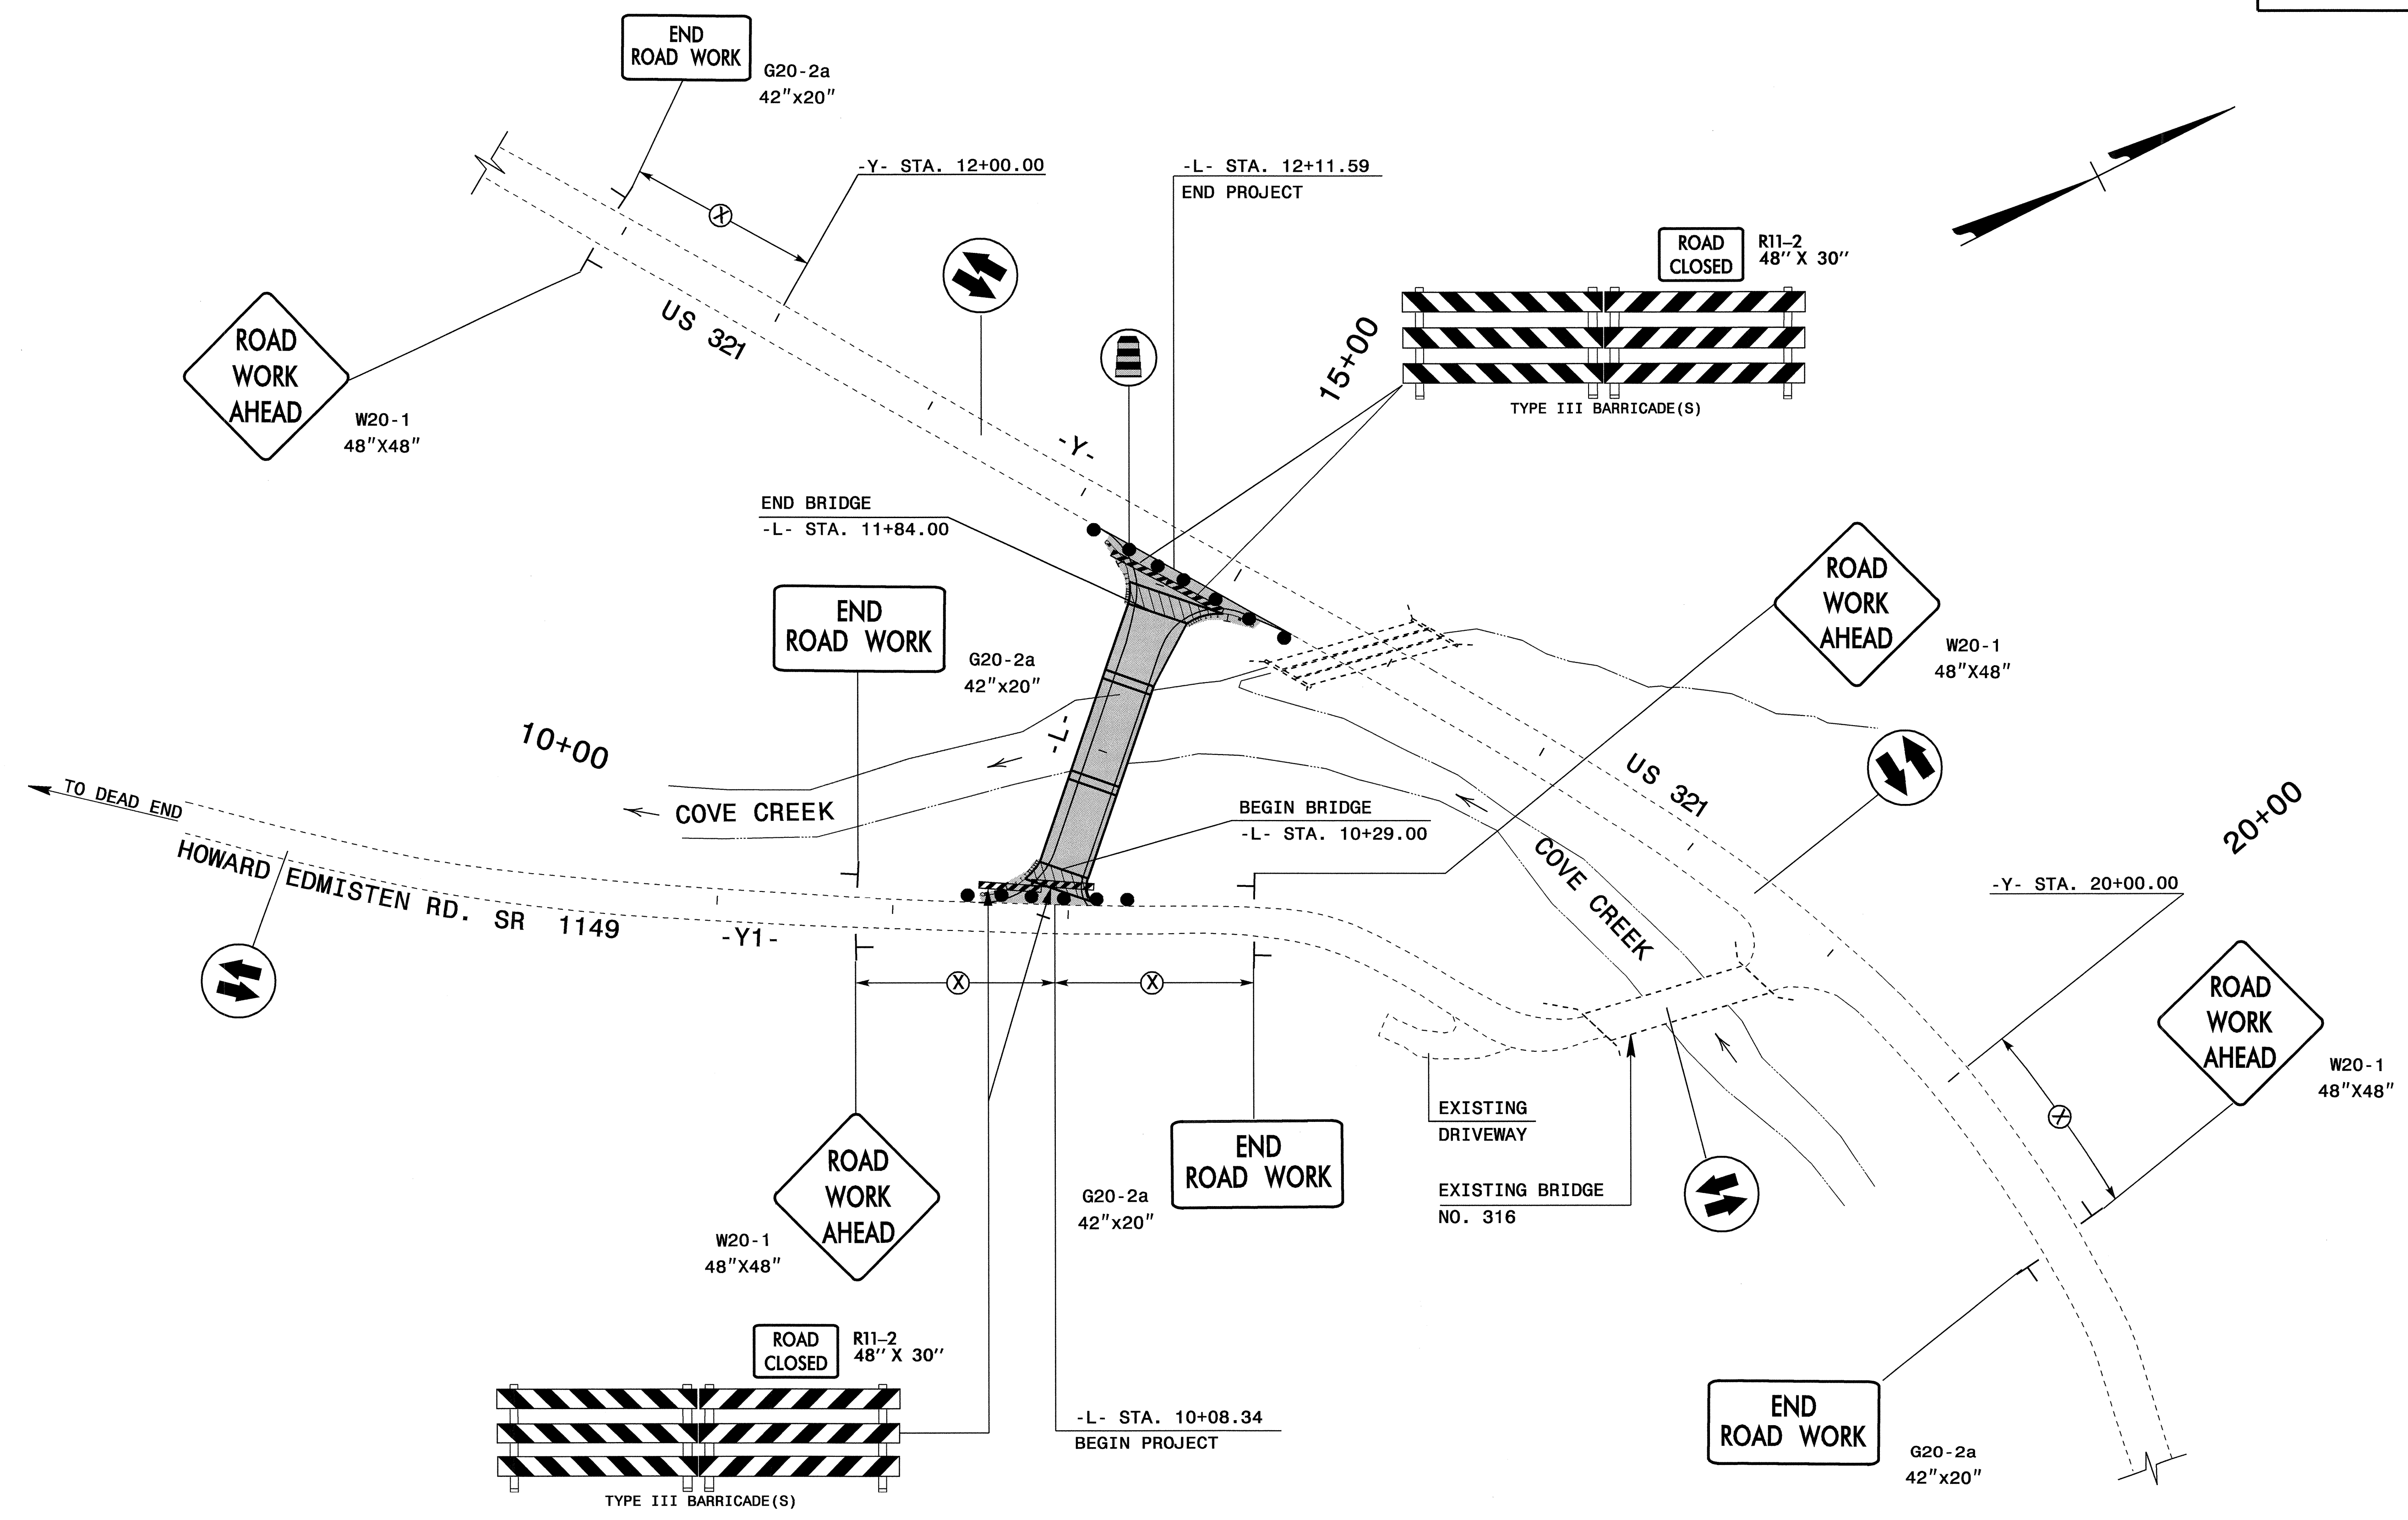 END
ROAD WORK
G20-2a
42"x20"
-Y- STA. 12+00.00
-L- STA. 12+11.59
END PROJECT
ROAD
CLOSED
R11-2
48" X 30"
TYPE III BARRICADE(S)
15+00
US 321
X
ROAD
WORK
AHEAD
W20-1
48"X48"
-Y-
END BRIDGE
-L- STA. 11+84.00
END
ROAD WORK
G20-2a
42"x20"
ROAD
WORK
AHEAD
W20-1
48"X48"
-L-
10+00
TO DEAD END
COVE CREEK
BEGIN BRIDGE
-L- STA. 10+29.00
US 321
20+00
COVE CREEK
-Y- STA. 20+00.00
HOWARD EDMISTEN RD. SR 1149
-Y1-
X
X
ROAD
WORK
AHEAD
W20-1
48"X48"
X
EXISTING
DRIVEWAY
ROAD
WORK
AHEAD
W20-1
48"X48"
END
ROAD WORK
G20-2a
42"x20"
EXISTING BRIDGE
NO. 316
ROAD
CLOSED
R11-2
48" X 30"
TYPE III BARRICADE(S)
-L- STA. 10+08.34
BEGIN PROJECT
END
ROAD WORK
G20-2a
42"x20"